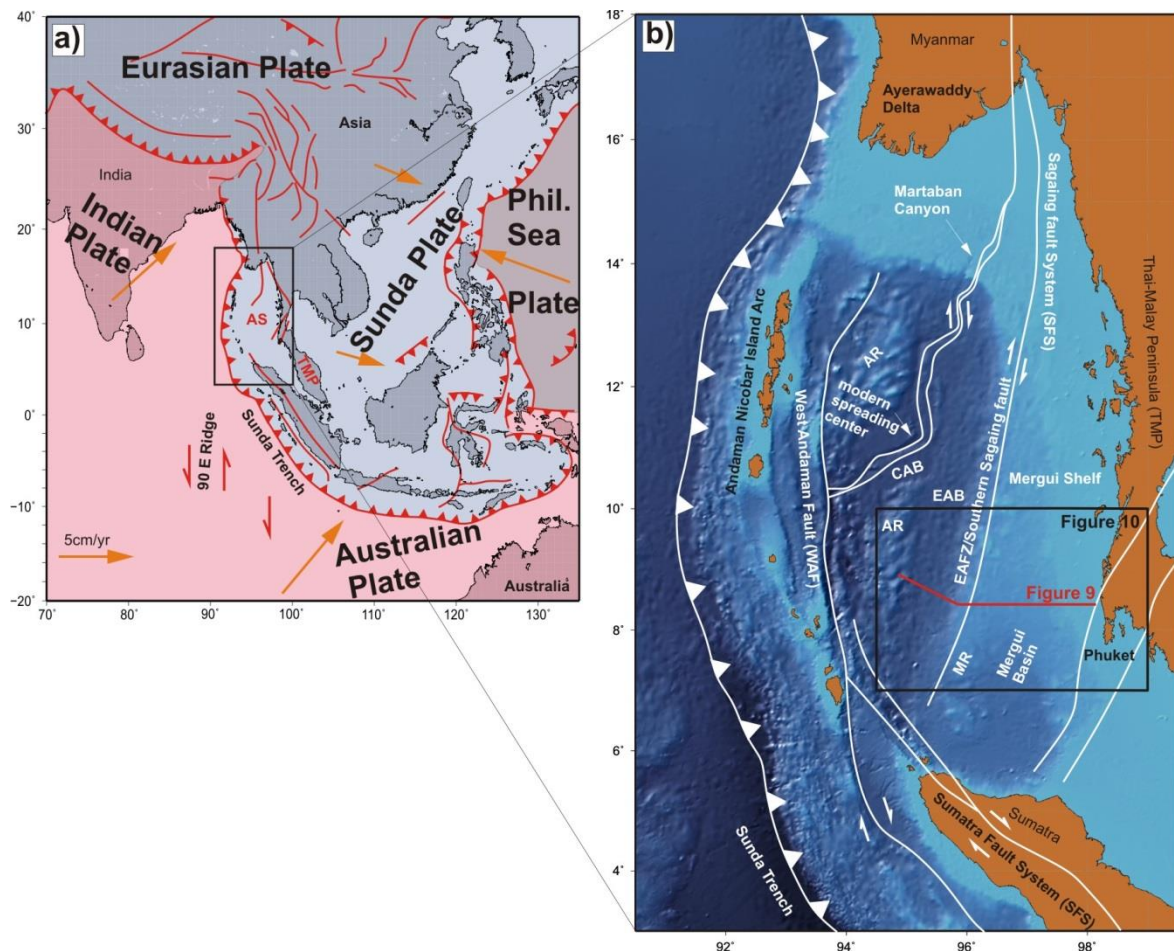 a)
Eurasian Plate
Asia
India
Indian
Plate
Sunda Plate
Phil.
Sea
Plate
AS
TMP
90 E Ridge
Sunda Trench
5cm/yr
Australian
Plate
Australia
40˚
30˚
20˚
10˚
0˚
−10˚
−20˚
70
80
90
100
110
120
130
b)
Myanmar
Ayerawaddy
Delta
Martaban
Canyon
Sagaing fault System (SFS)
Thai-Malay Peninsula (TMP)
Andaman Nicobar Island Arc
AR
modern
spreading
center
West Andaman Fault (WAF)
CAB
EAB
EAFZ/Southern Sagaing fault
Mergui Shelf
Figure 10
AR
Figure 9
MR
Mergui
Basin
Phuket
Sumatra
Sumatra Fault System (SFS)
Sunda Trench
18˚
16˚
14˚
12˚
10˚
8˚
6˚
4˚
92˚
94˚
96˚
98˚